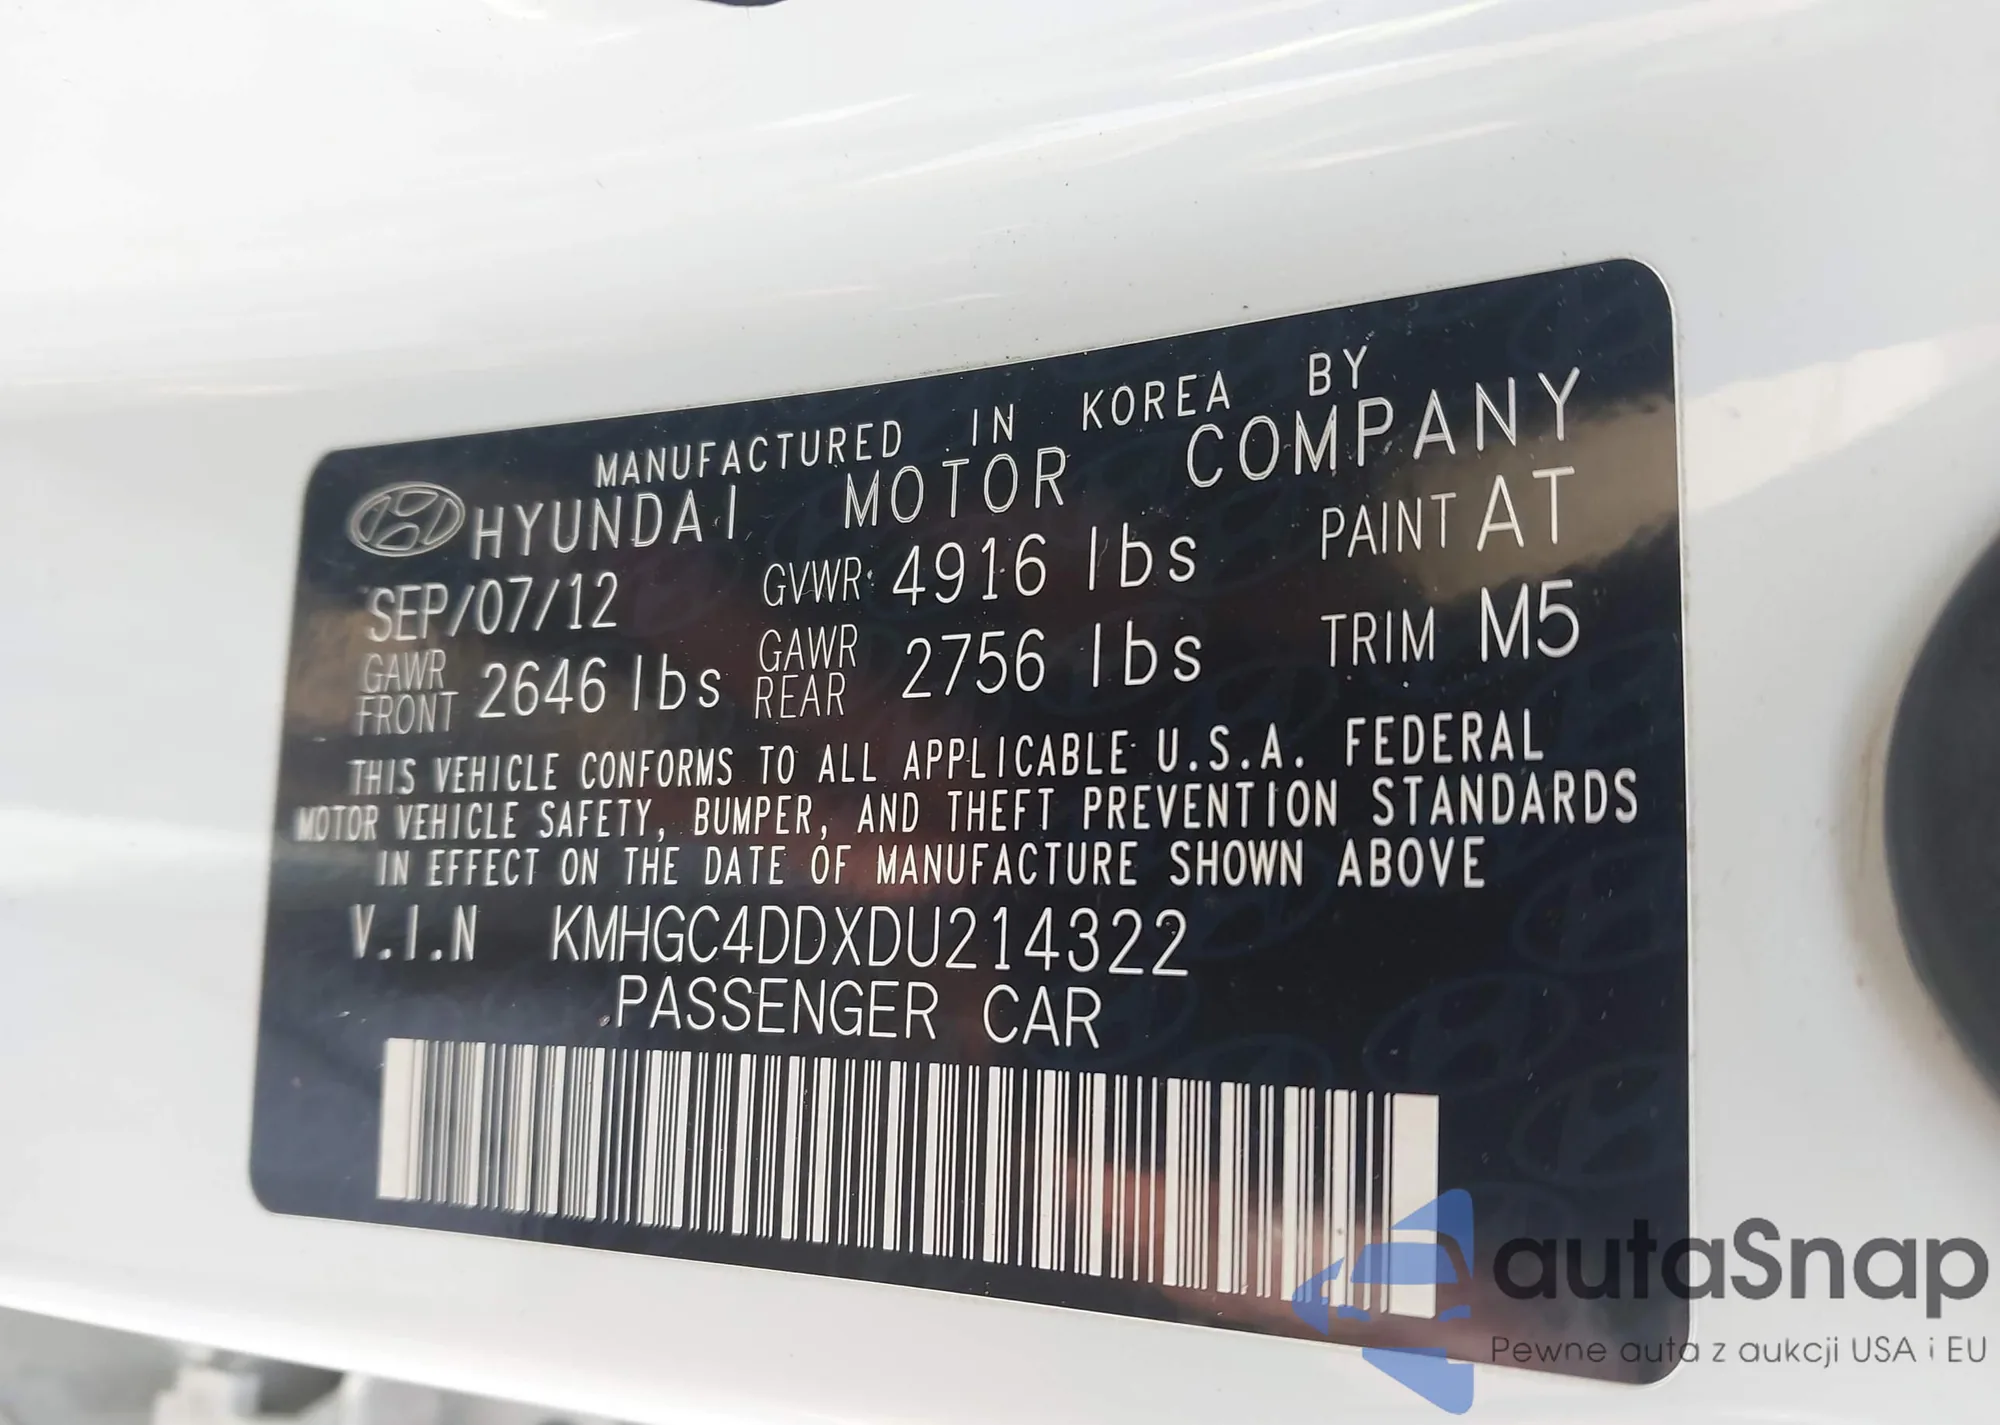 MANUFACTURED IN KOREA BY
HYUNDAI MOTOR COMPANY
SEP/07/12 GVWR 4916 lbs PAINT AT
GAWR FRONT 2646 lbs GAWR REAR 2756 lbs TRIM M5
THIS VEHICLE CONFORMS TO ALL APPLICABLE U.S.A. FEDERAL
MOTOR VEHICLE SAFETY, BUMPER, AND THEFT PREVENTION STANDARDS
IN EFFECT ON THE DATE OF MANUFACTURE SHOWN ABOVE
V.I.N KMHGC4DDXDU214322
PASSENGER CAR
autaSnap
Pewne auta z aukcji USA i EU